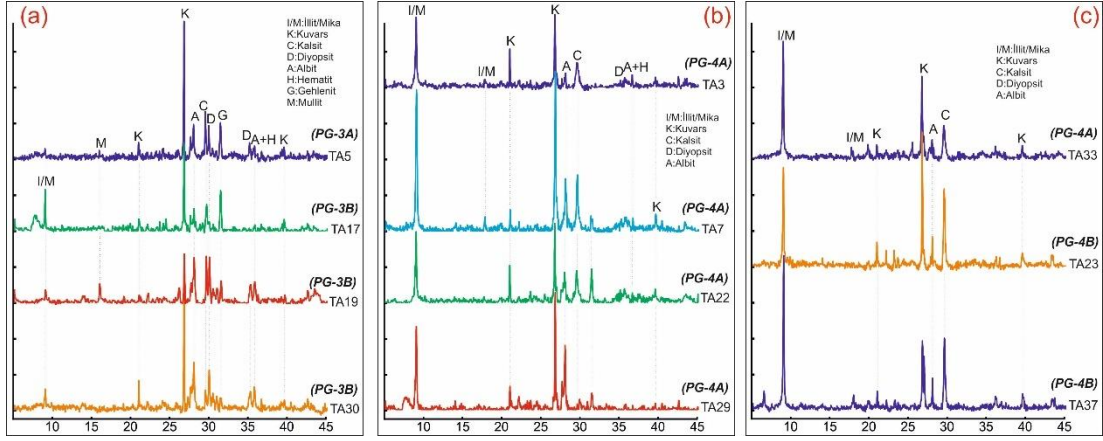 (a)
K
I/M:İllit/Mika
K:Kuvars
C:Kalsit
D:Diyopsit
A:Albit
H:Hematit
G:Gehlenit
M:Mullit
M
K
A
C
D
G
D
A+H
K
(PG-3A)
TA5
I/M
(PG-3B)
TA17
(PG-3B)
TA19
(PG-3B)
TA30
10 15 20 25 30 35 40 45
(b)
I/M
K
I/M
K
A
C
D
A+H
(PG-4A)
TA3
I/M:İllit/Mika
K:Kuvars
C:Kalsit
D:Diyopsit
A:Albit
K
(PG-4A)
TA7
(PG-4A)
TA22
(PG-4A)
TA29
10 15 20 25 30 35 40 45
(c)
I/M
I/M:İllit/Mika
K:Kuvars
C:Kalsit
D:Diyopsit
A:Albit
I/M
K
K
A
C
K
(PG-4A)
TA33
(PG-4B)
TA23
(PG-4B)
TA37
10 15 20 25 30 35 40 45